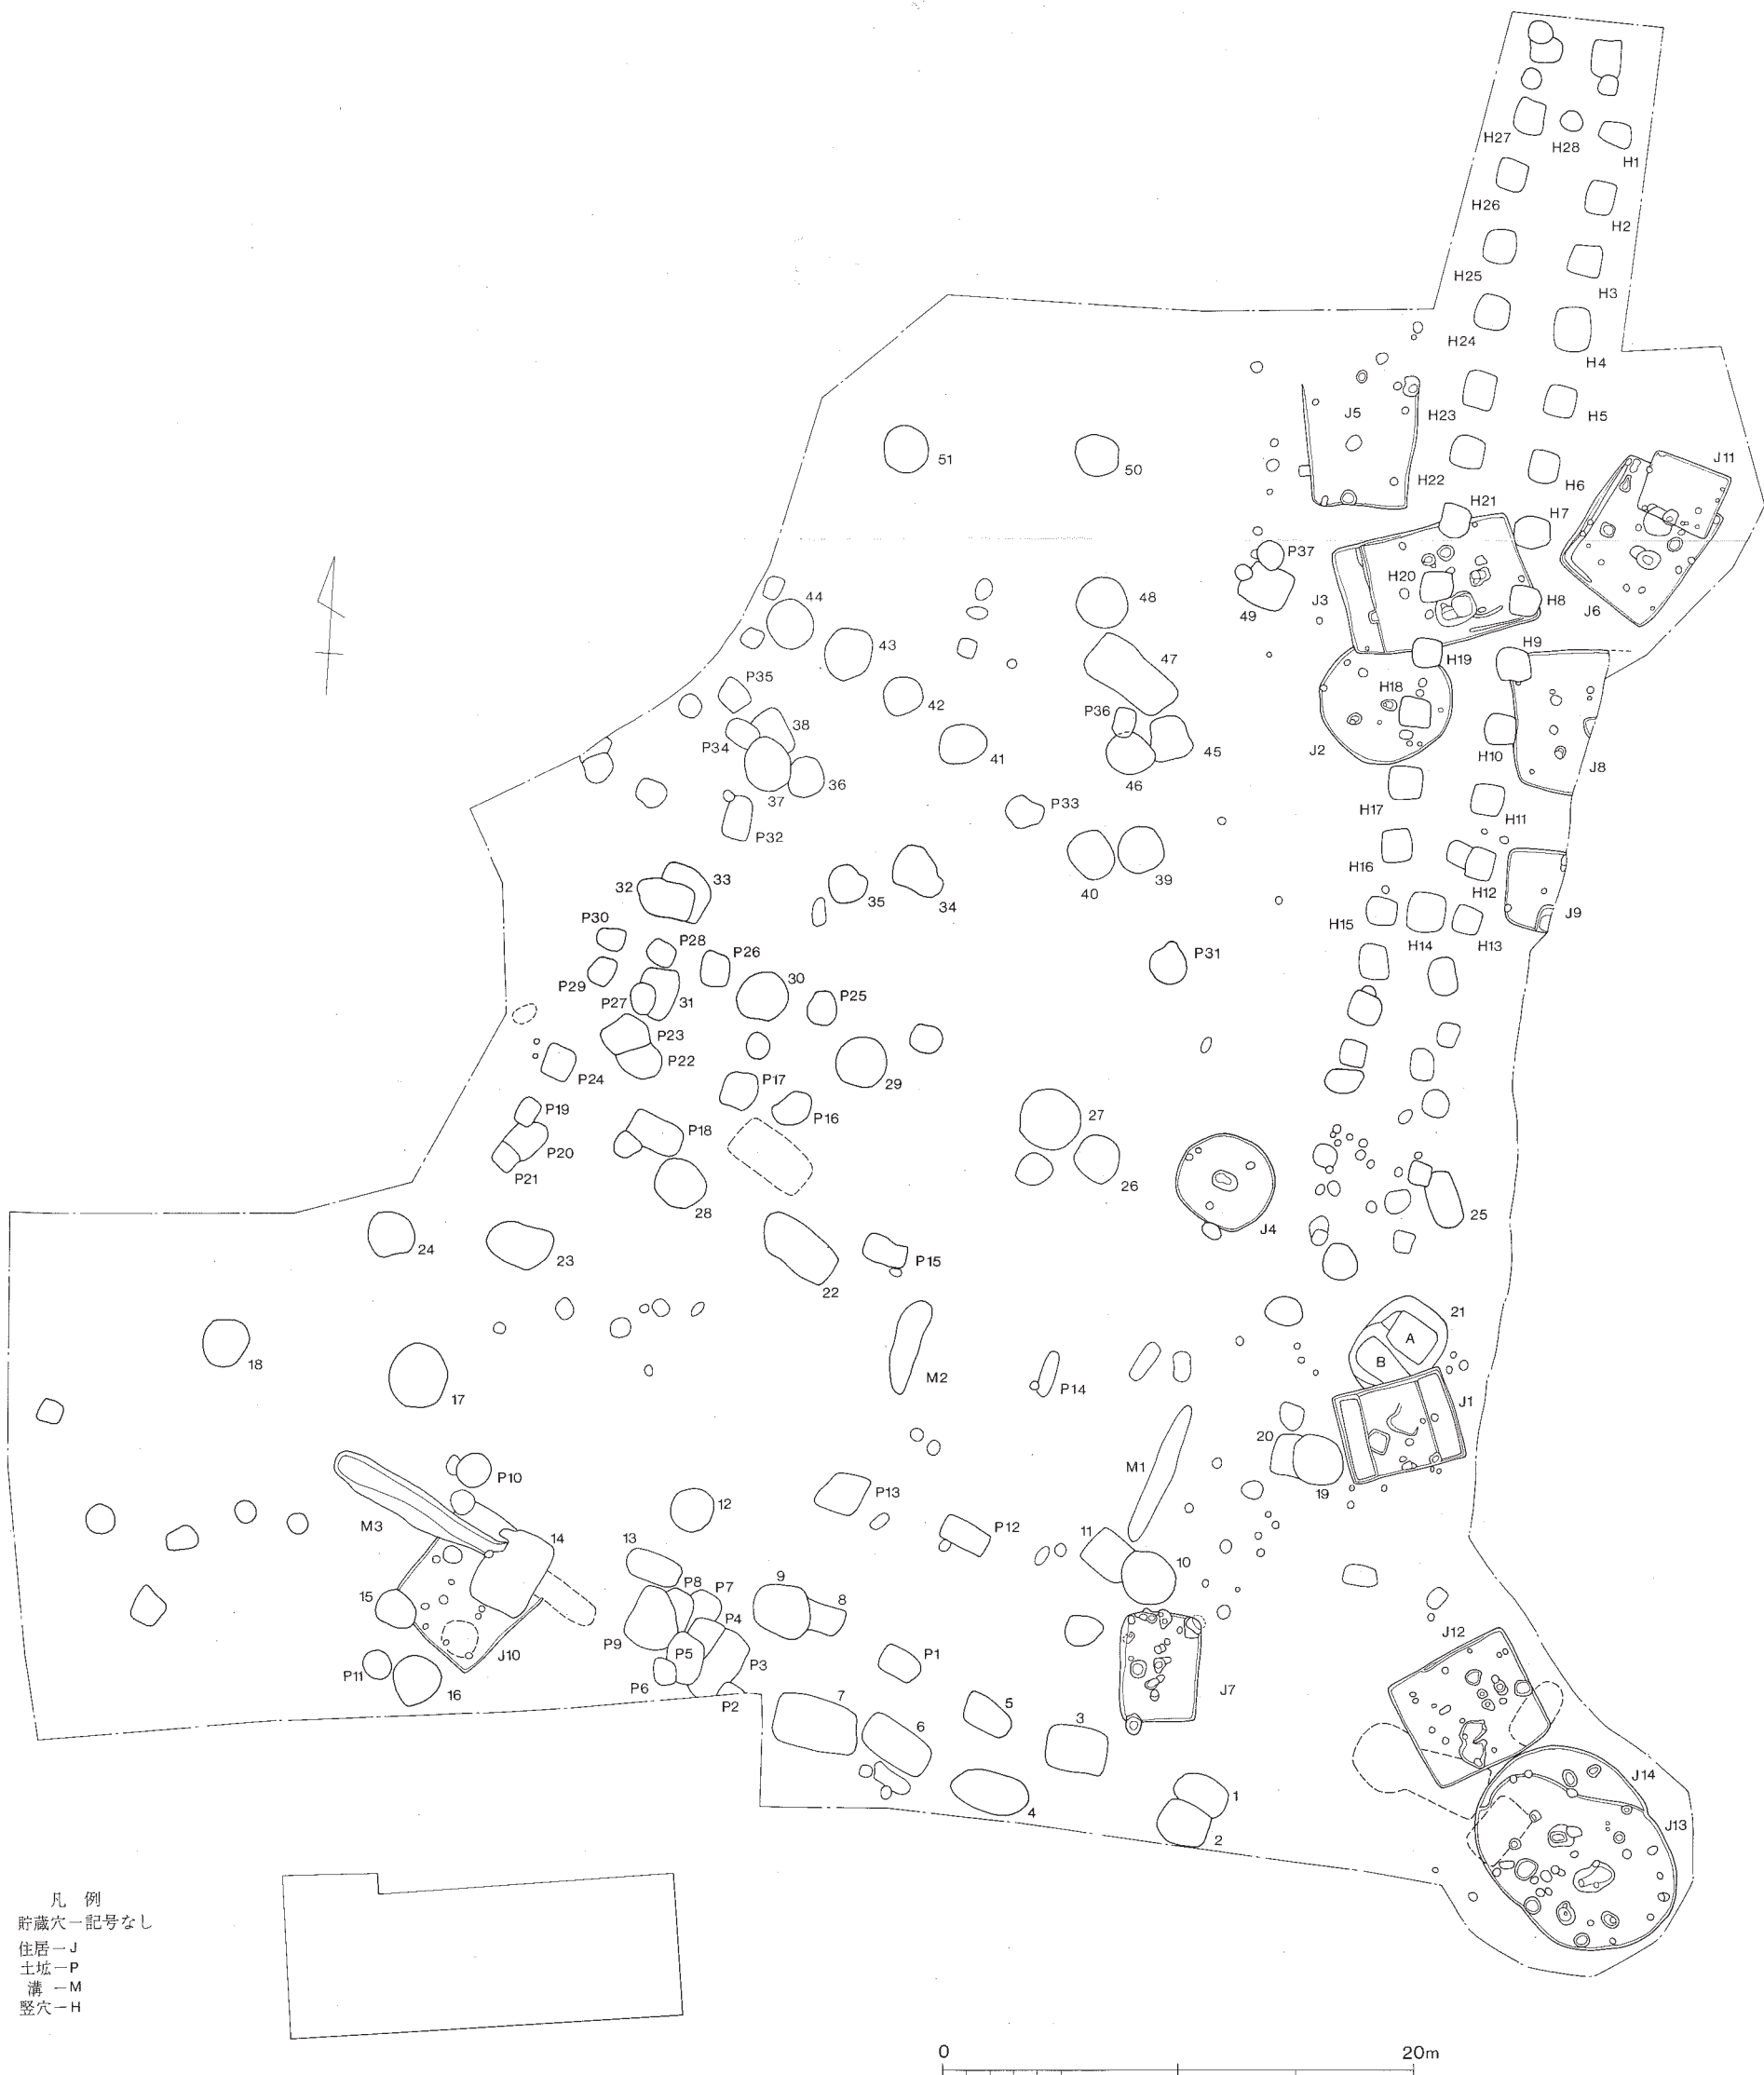 H27
H28
H1
H26
H2
H25
H3
H24
H4
J5
H23
H5
51
50
H22
H6
J11
H21
H7
P37
H20
44
48
49
J3
H8
J6
43
47
H19
H9
P35
H18
42
P36
38
P34
41
45
J2
H10
J8
46
36
37
H17
P33
H11
P32
H16
33
32
40
39
H12
35
34
H15
J9
P30
H14
H13
P28
P26
P31
P29
30
P25
P27
31
P23
P22
P24
29
P17
P19
P16
27
P18
P20
P21
26
28
25
J4
24
23
P15
22
21
A
18
B
M2
P14
17
J1
20
M1
P10
P13
19
12
M3
P12
14
13
11
10
15
P8
P7
9
8
P4
P9
J12
P5
P3
P1
J10
P11
P6
16
P2
7
5
J7
6
3
J14
1
4
J13
2
凡 例
貯蔵穴ー記号なし
住居ーJ
土坑ーP
溝 ーM
竪穴ーH
0 20m